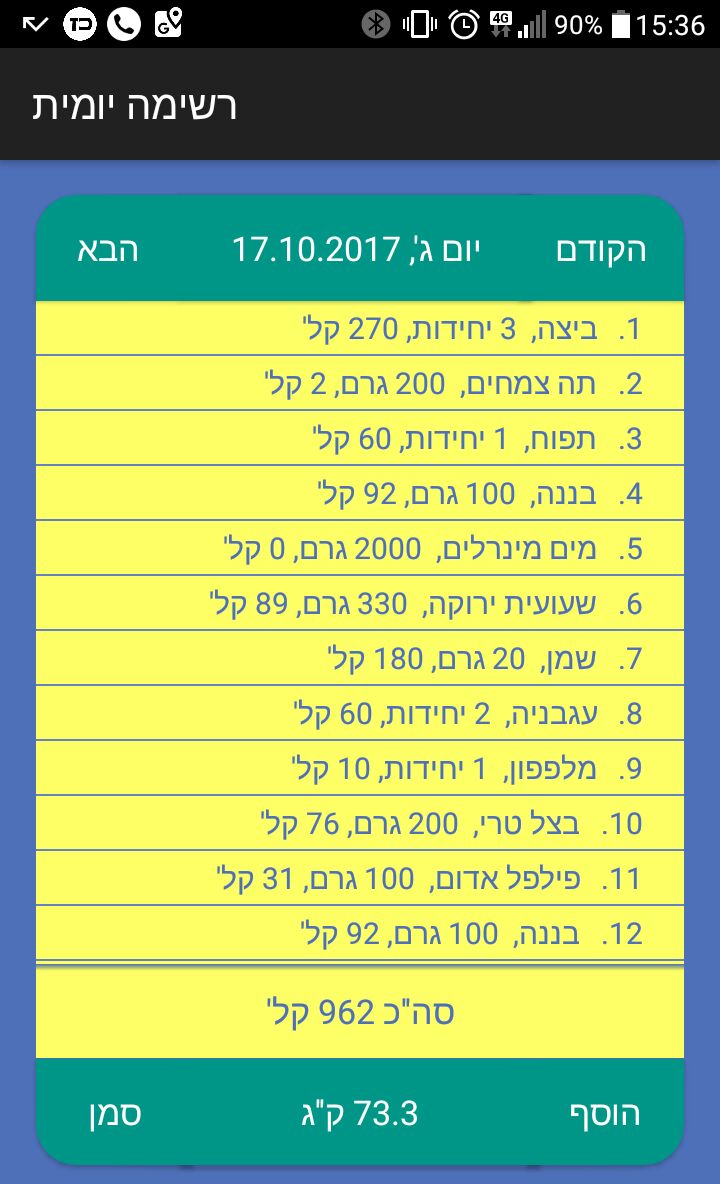 90% 15:36
4G
רשימה יומית
הקודם יום ג', 17.10.2017 הבא
1. ביצה, 3 יחידות, 270 קל'
2. תה צמחים, 200 גרם, 2 קל'
3. תפוח, 1 יחידות, 60 קל'
4. בננה, 100 גרם, 92 קל'
5. מים מינרלים, 2000 גרם, 0 קל'
6. שעועית ירוקה, 330 גרם, 89 קל'
7. שמן, 20 גרם, 180 קל'
8. עגבניה, 2 יחידות, 60 קל'
9. מלפפון, 1 יחידות, 10 קל'
10. בצל טרי, 200 גרם, 76 קל'
11. פילפל אדום, 100 גרם, 31 קל'
12. בננה, 100 גרם, 92 קל'
סה"כ 962 קל'
הוסף 73.3 ק"ג סמן